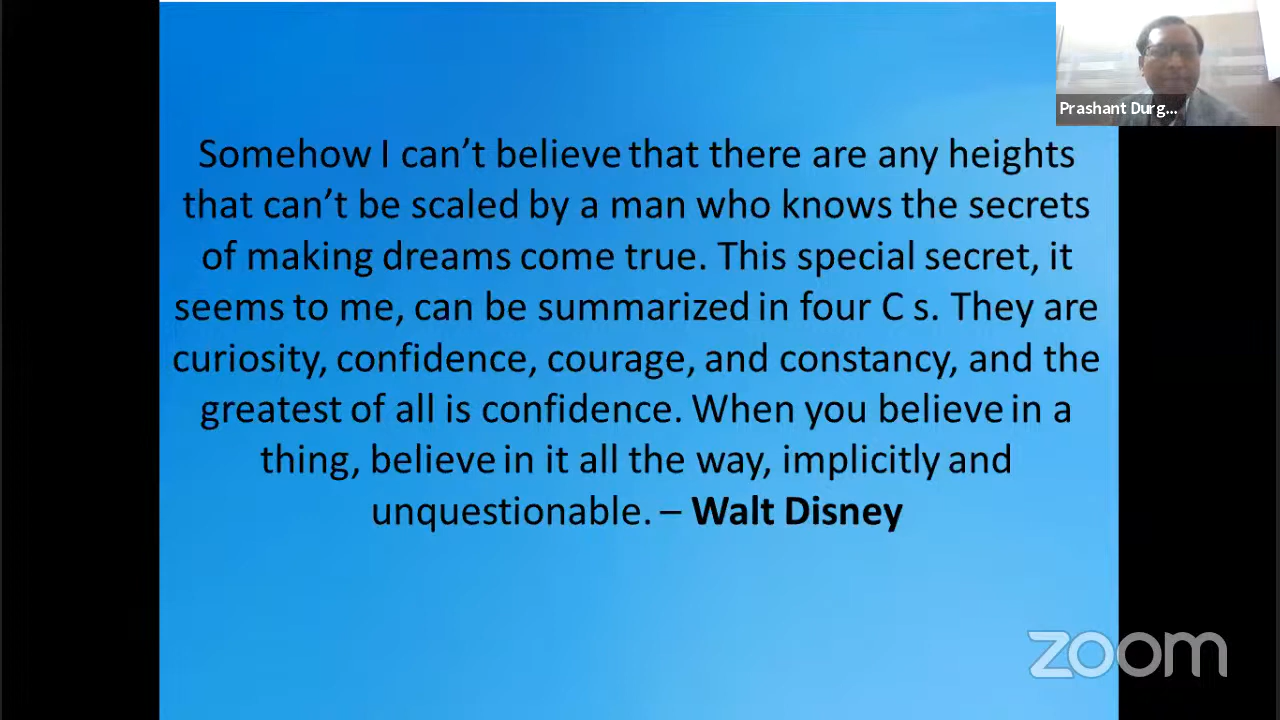 Prashant Durg...
Somehow I can’t believe that there are any heights
that can’t be scaled by a man who knows the secrets
of making dreams come true. This special secret, it
seems to me, can be summarized in four C s. They are
curiosity, confidence, courage, and constancy, and the
greatest of all is confidence. When you believe in a
thing, believe in it all the way, implicitly and
unquestionable. – Walt Disney
zoom